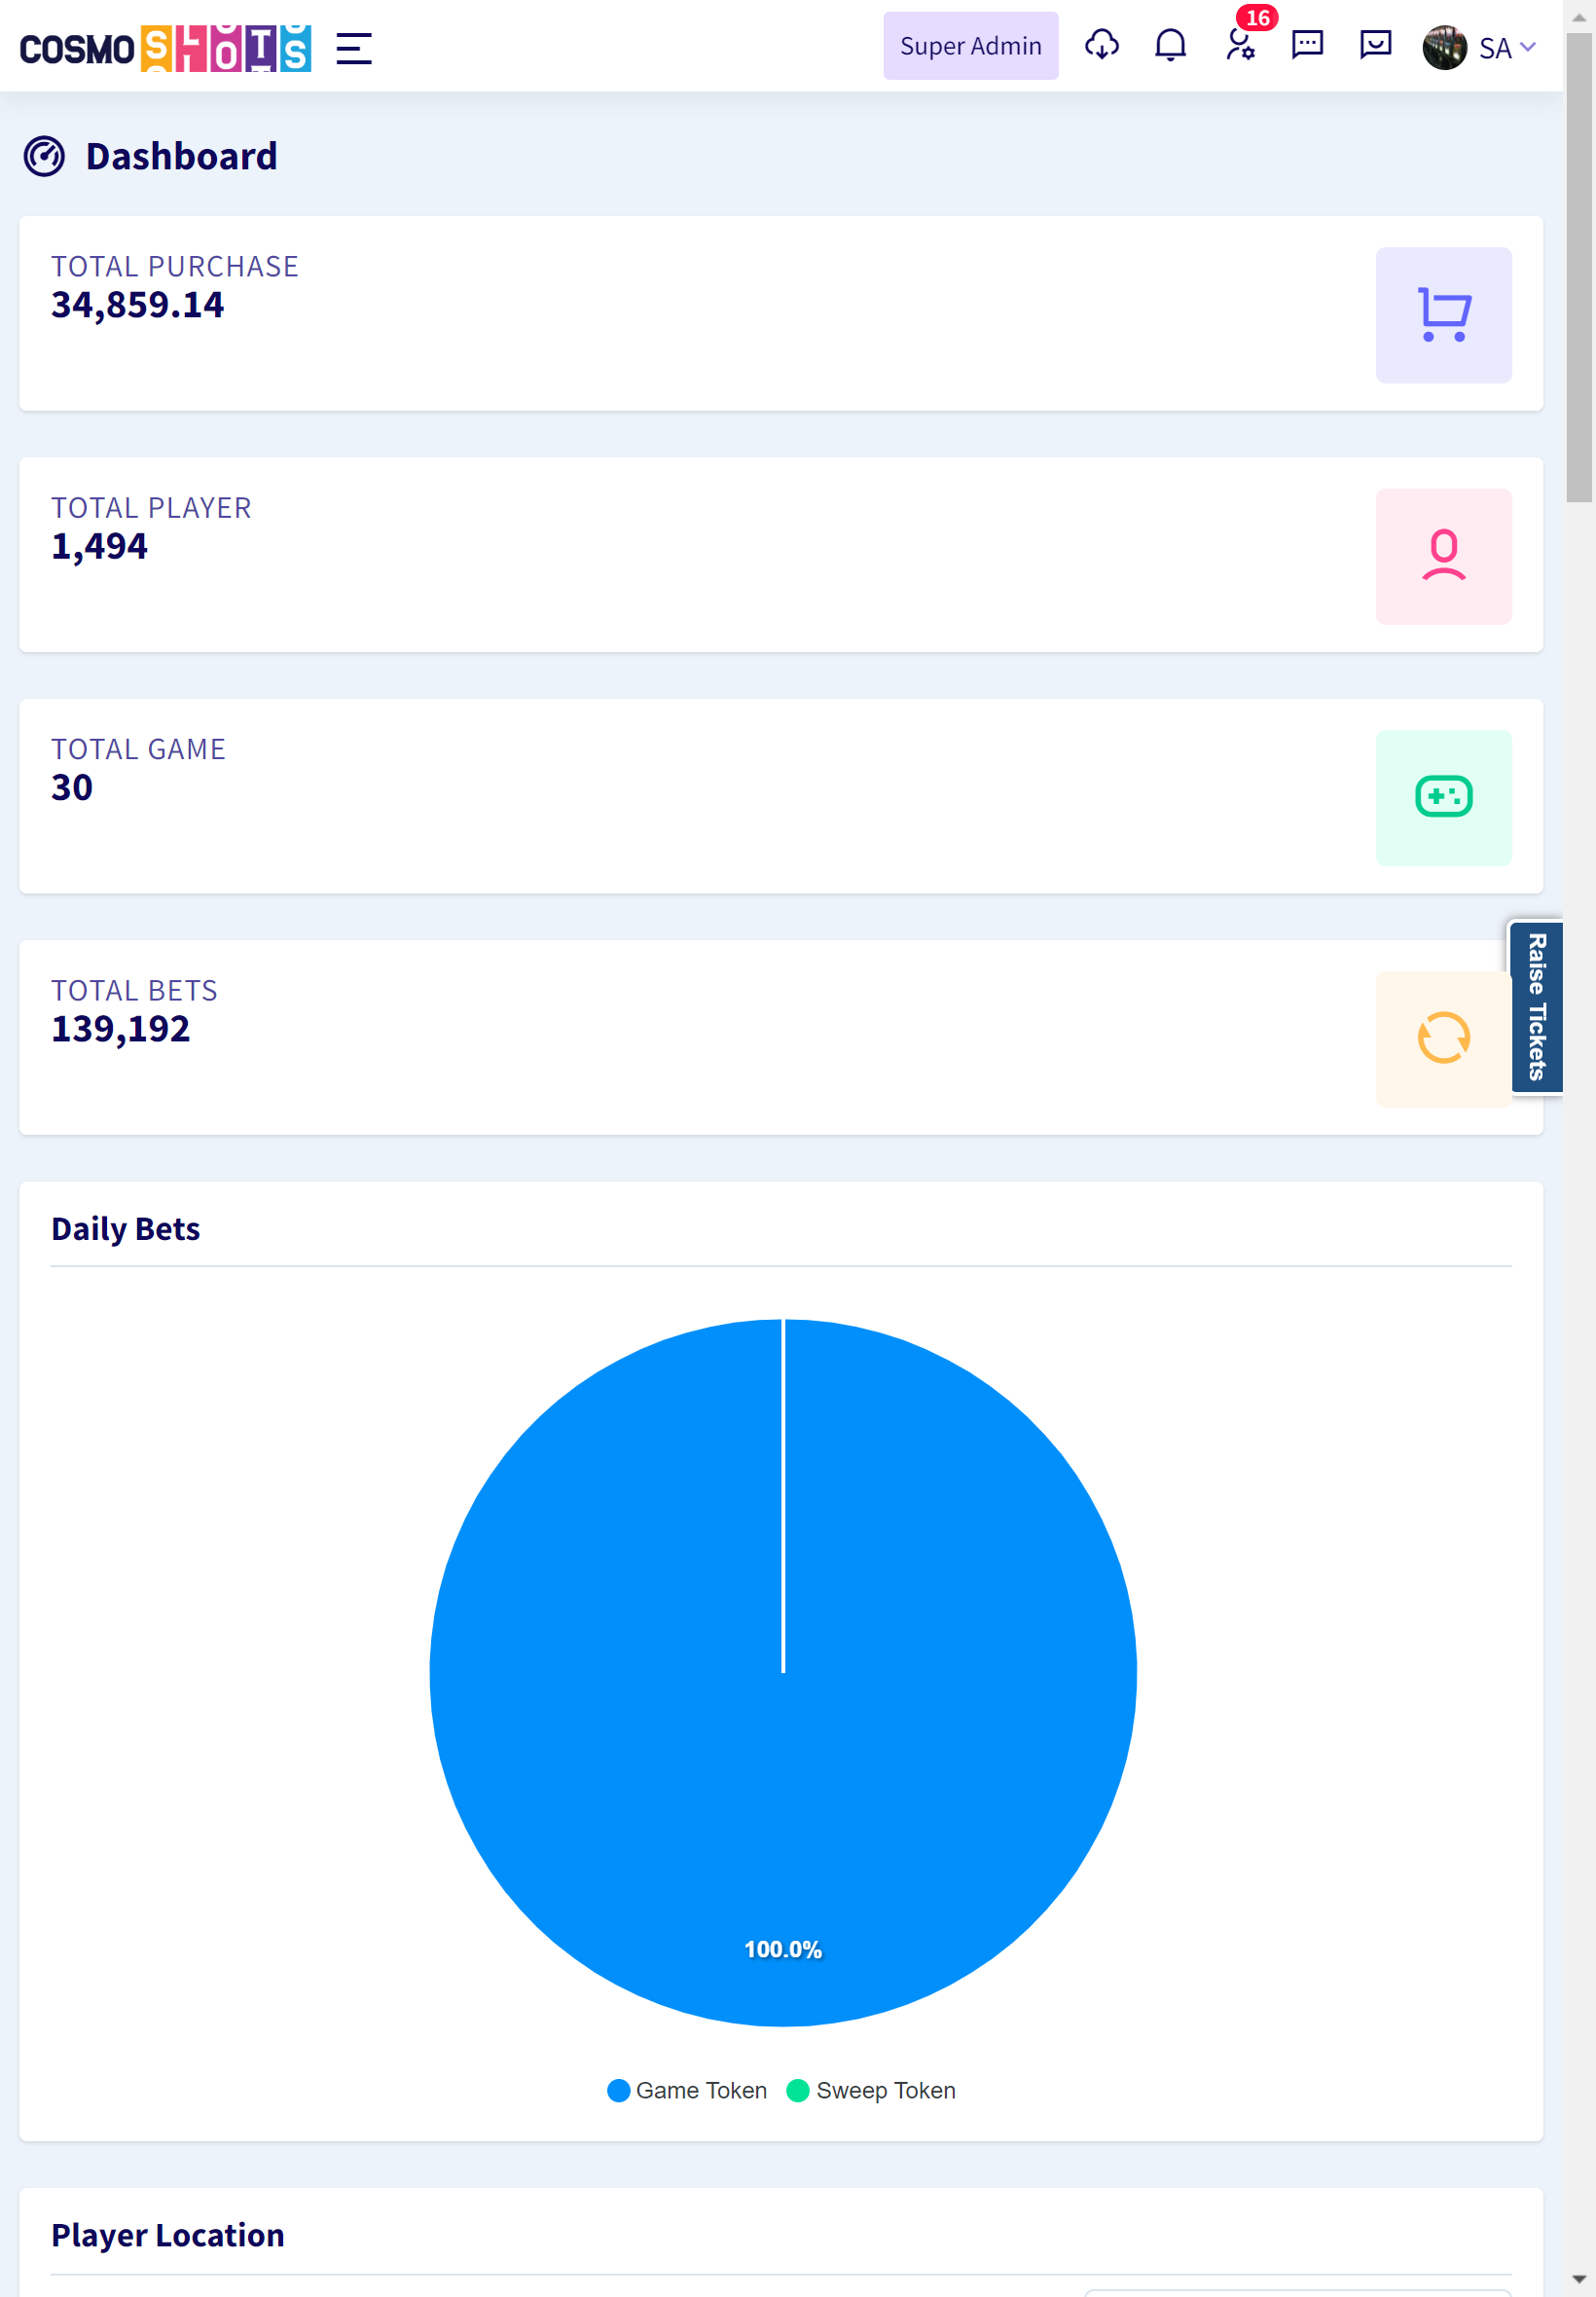 COSMO SLOTS
Super Admin
16
SA
Dashboard
TOTAL PURCHASE
34,859.14
TOTAL PLAYER
1,494
TOTAL GAME
30
TOTAL BETS
139,192
Raise Tickets
Daily Bets
100.0%
Game Token
Sweep Token
Player Location